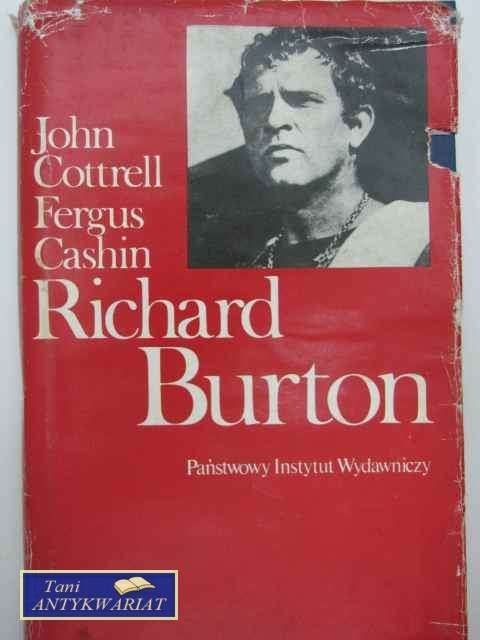 John
Cottrell
Fergus
Cashin
Richard
Burton
Państwowy Instytut Wydawniczy
Tani
ANTYKWARIAT